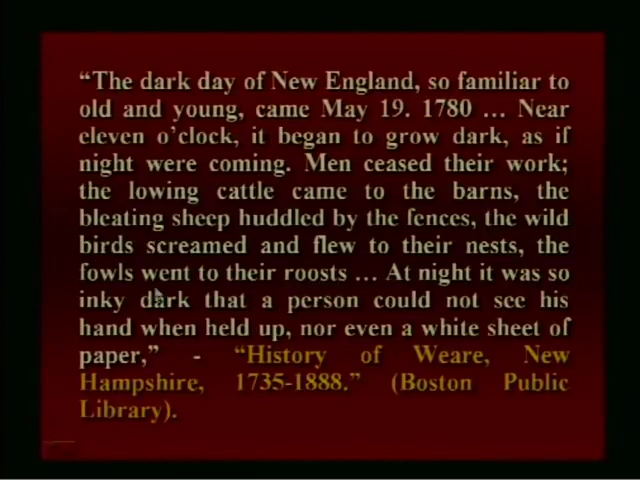 “The dark day of New England, so familiar to
old and young, came May 19. 1780 … Near
eleven o’clock, it began to grow dark, as if
night were coming. Men ceased their work;
the lowing cattle came to the barns, the
bleating sheep huddled by the fences, the wild
birds screamed and flew to their nests, the
fowls went to their roosts … At night it was so
inky dark that a person could not see his
hand when held up, nor even a white sheet of
paper,” - “History of Weare, New
Hampshire, 1735-1888.” (Boston Public
Library).